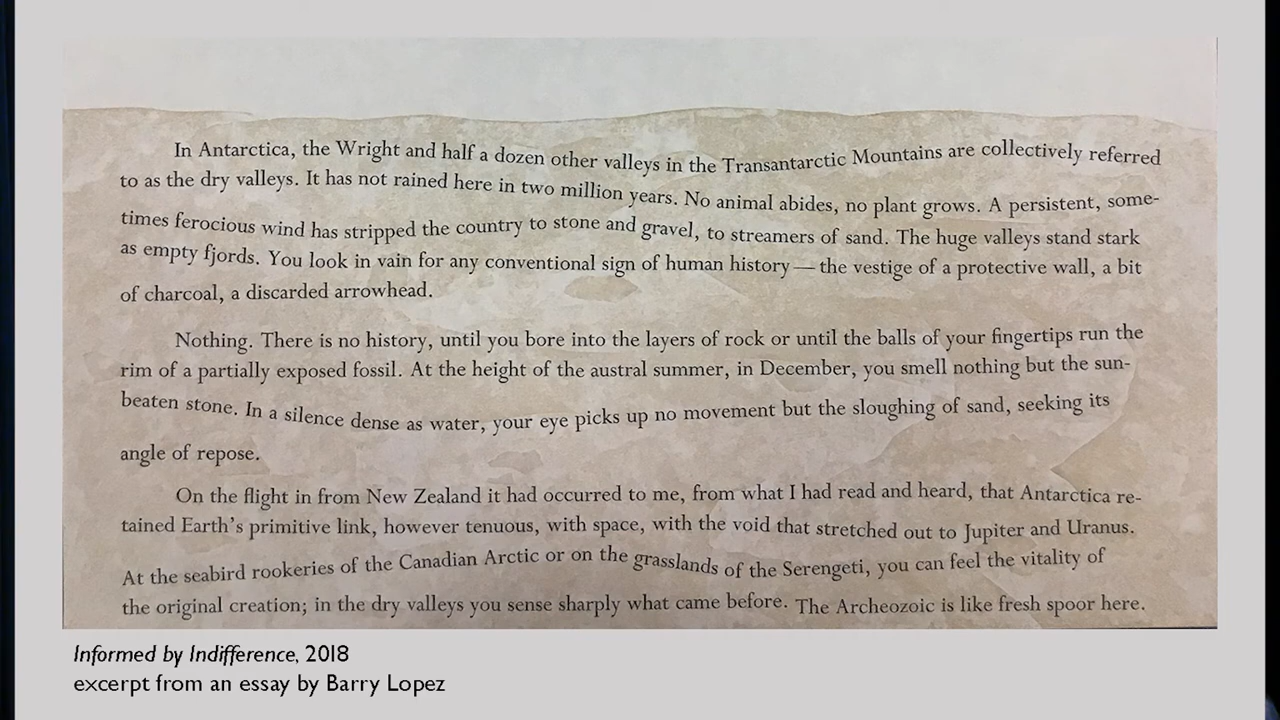 In Antarctica, the Wright and half a dozen other valleys in the Transantarctic Mountains are collectively referred
to as the dry valleys. It has not rained here in two million years. No animal abides, no plant grows. A persistent, some-
times ferocious wind has stripped the country to stone and gravel, to streamers of sand. The huge valleys stand stark
as empty fjords. You look in vain for any conventional sign of human history — the vestige of a protective wall, a bit
of charcoal, a discarded arrowhead.
Nothing. There is no history, until you bore into the layers of rock or until the balls of your fingertips run the
rim of a partially exposed fossil. At the height of the austral summer, in December, you smell nothing but the sun-
beaten stone. In a silence dense as water, your eye picks up no movement but the sloughing of sand, seeking its
angle of repose.
On the flight in from New Zealand it had occurred to me, from what I had read and heard, that Antarctica re-
tained Earth's primitive link, however tenuous, with space, with the void that stretched out to Jupiter and Uranus.
At the seabird rookeries of the Canadian Arctic or on the grasslands of the Serengeti, you can feel the vitality of
the original creation; in the dry valleys you sense sharply what came before. The Archeozoic is like fresh spoor here.
Informed by Indifference, 2018
excerpt from an essay by Barry Lopez